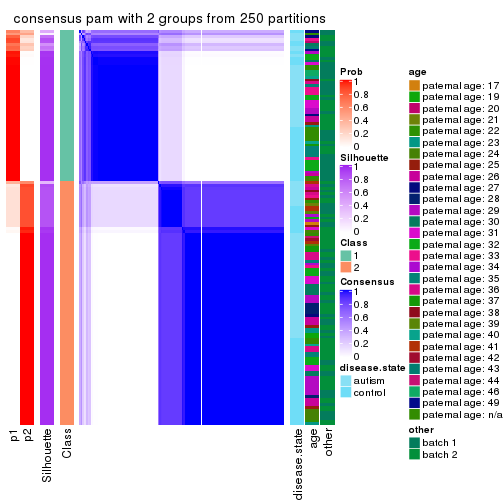 consensus pam with 2 groups from 250 partitions
Prob
1
0.8
0.6
0.4
0.2
0
Silhouette
1
0.8
0.6
0.4
0.2
0
Class
1
2
Consensus
1
0.8
0.6
0.4
0.2
0
disease.state
autism
control
age
paternal age: 17
paternal age: 19
paternal age: 20
paternal age: 21
paternal age: 22
paternal age: 23
paternal age: 24
paternal age: 25
paternal age: 26
paternal age: 27
paternal age: 28
paternal age: 29
paternal age: 30
paternal age: 31
paternal age: 32
paternal age: 33
paternal age: 34
paternal age: 35
paternal age: 36
paternal age: 37
paternal age: 38
paternal age: 39
paternal age: 40
paternal age: 41
paternal age: 42
paternal age: 43
paternal age: 44
paternal age: 46
paternal age: 49
paternal age: n/a
other
batch 1
batch 2
p1
p2
Silhouette
Class
disease.state
age
other